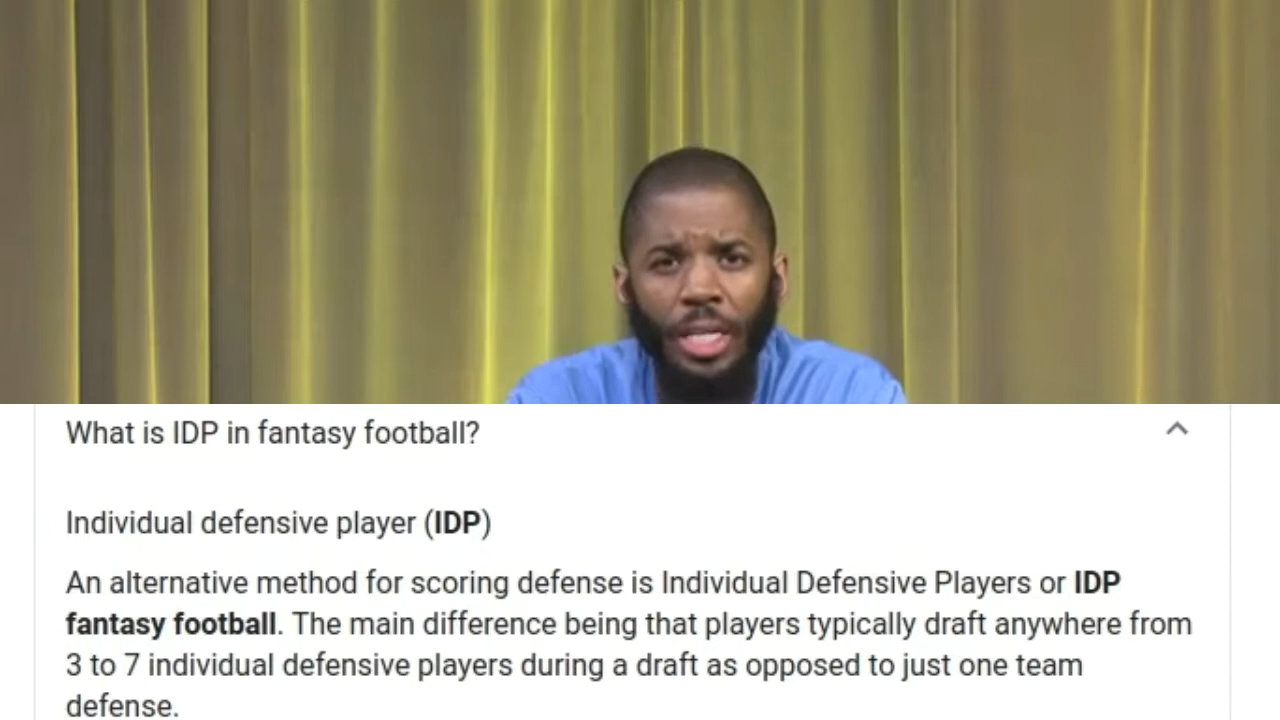 What is IDP in fantasy football?
Individual defensive player (IDP)
An alternative method for scoring defense is Individual Defensive Players or IDP
fantasy football. The main difference being that players typically draft anywhere from
3 to 7 individual defensive players during a draft as opposed to just one team
defense.